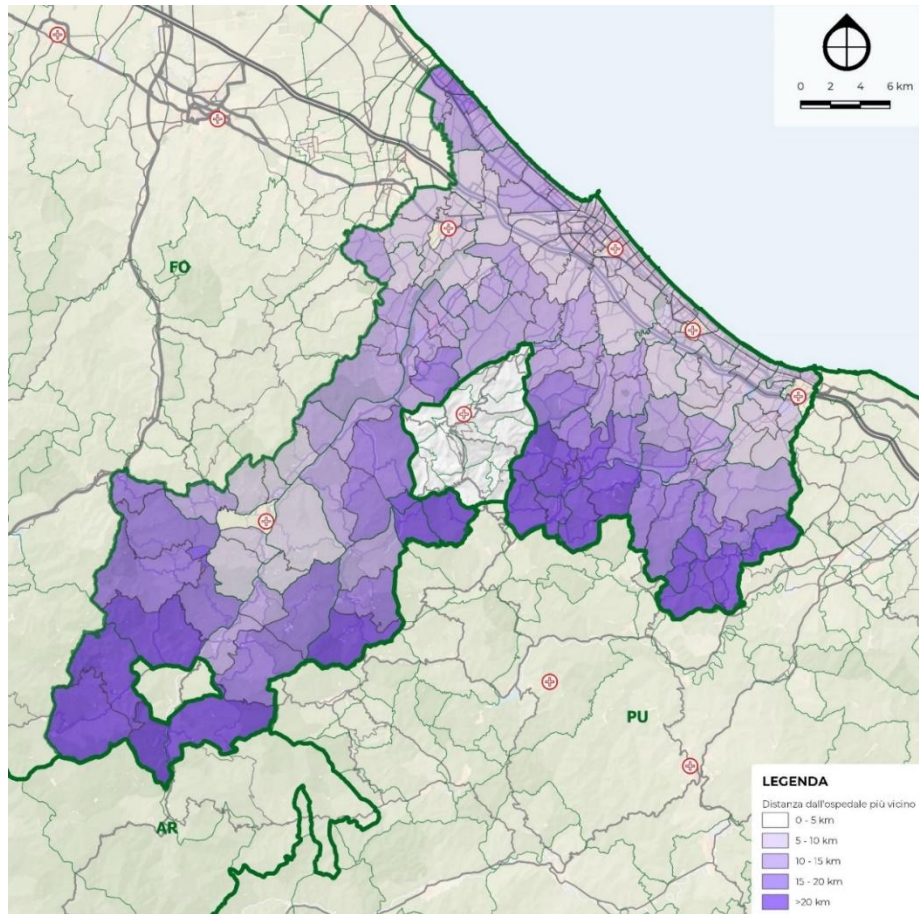 0 2 4 6 km
FO
PU
AR
LEGENDA
Distanza dall'ospedale più vicino
0 - 5 km
5 - 10 km
10 - 15 km
15 - 20 km
>20 km